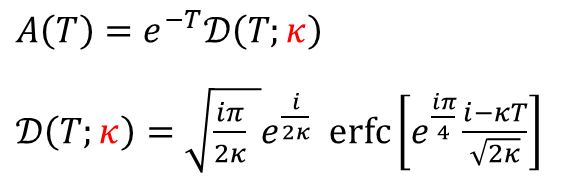 A(T) = e^{-T} 𝒟(T; κ)
𝒟(T; κ) = √(iπ/2κ) e^{i/2κ} erfc[e^{iπ/4} (i−κT)/√(2κ)]